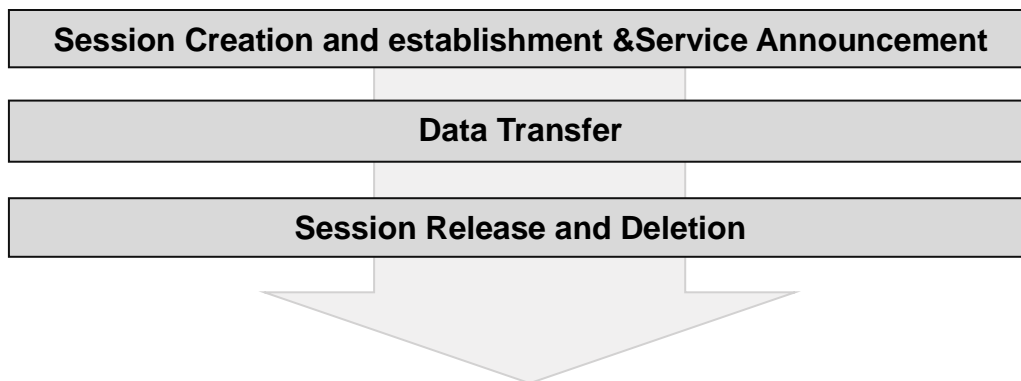 Session Creation and establishment &Service Announcement
Data Transfer
Session Release and Deletion